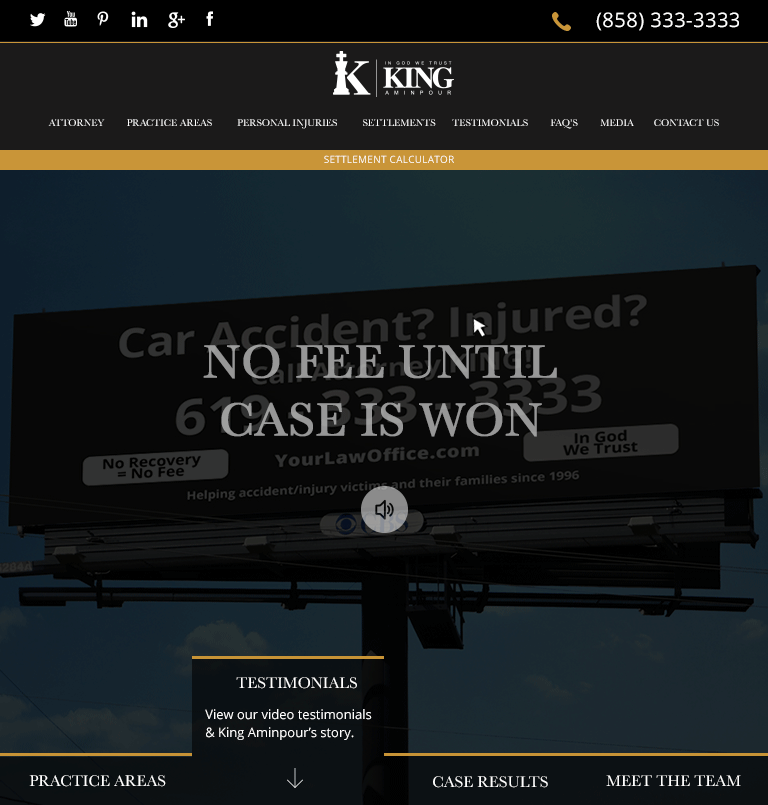 (858) 333-3333
IN GOD WE TRUST
KING
AMINPOUR
ATTORNEY PRACTICE AREAS PERSONAL INJURIES SETTLEMENTS TESTIMONIALS FAQ'S MEDIA CONTACT US
SETTLEMENT CALCULATOR
Car Accident? Injured?
NO FEE UNTIL
Call Attorney KING!
619 - 333 - 3333
CASE IS WON
No Recovery
= No Fee
YourLawOffice.com
In God
We Trust
Helping accident/injury victims and their families since 1996
TESTIMONIALS
View our video testimonials
& King Aminpour's story.
PRACTICE AREAS CASE RESULTS MEET THE TEAM